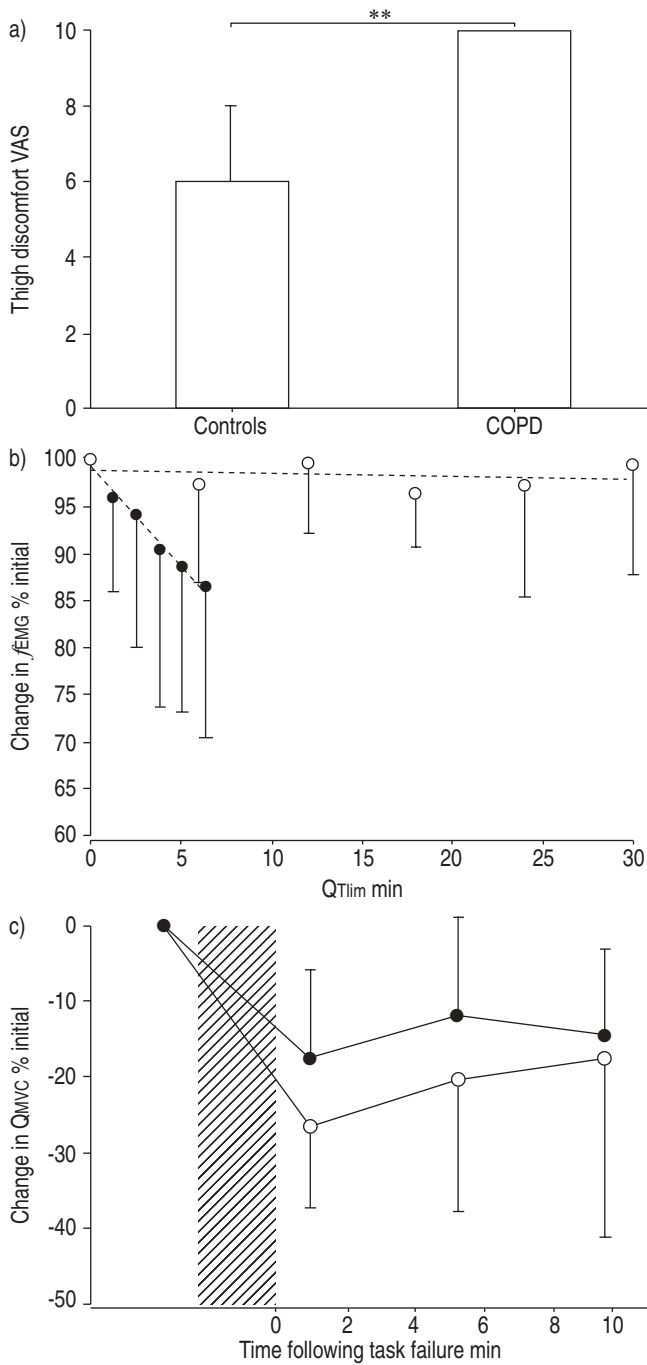 a)
**
Thigh discomfort VAS
10
8
6
4
2
0
Controls COPD
b)
Change in fEMG % initial
100
95
90
85
80
75
70
65
60
0 5 10 15 20 25 30
QTlim min
c)
Change in QMVC % initial
0
-10
-20
-30
-40
-50
0 2 4 6 8 10
Time following task failure min